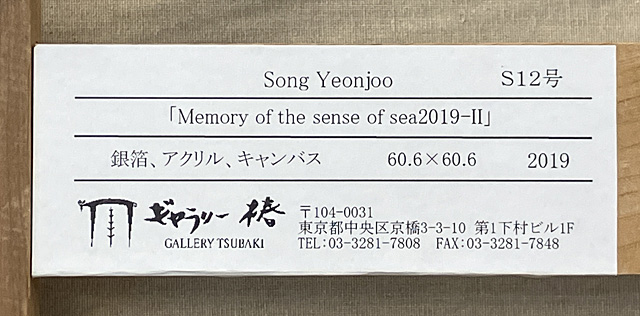 Song Yeonjoo S12号
「Memory of the sense of sea2019-II」
銀箔、アクリル、キャンバス 60.6×60.6 2019
ギャラリー 椿
GALLERY TSUBAKI
〒104-0031
東京都中央区京橋3-3-10 第1下村ビル1F
TEL:03-3281-7808 FAX:03-3281-7848